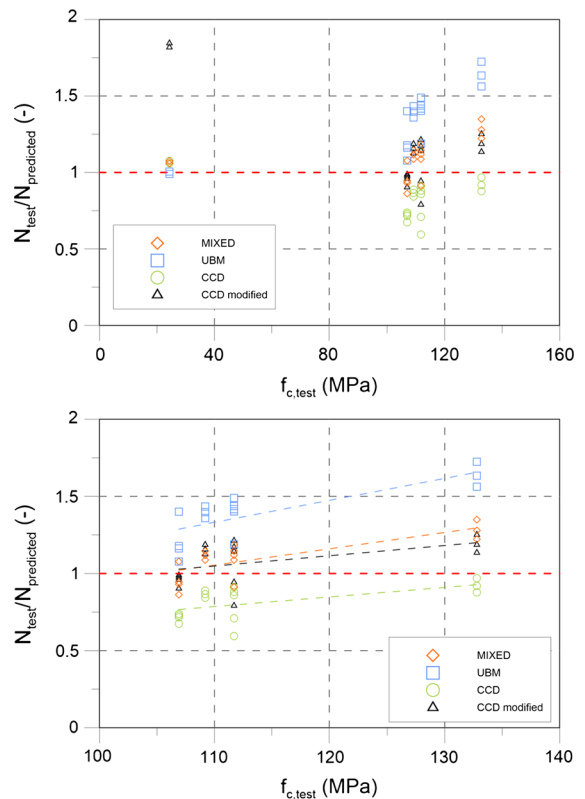 2
1.5
1
0.5
0
N_test/N_predicted (-)
MIXED
UBM
CCD
CCD modified
0 40 80 120 160
f_c,test (MPa)
2
1.5
1
0.5
0
N_test/N_predicted (-)
MIXED
UBM
CCD
CCD modified
100 110 120 130 140
f_c,test (MPa)